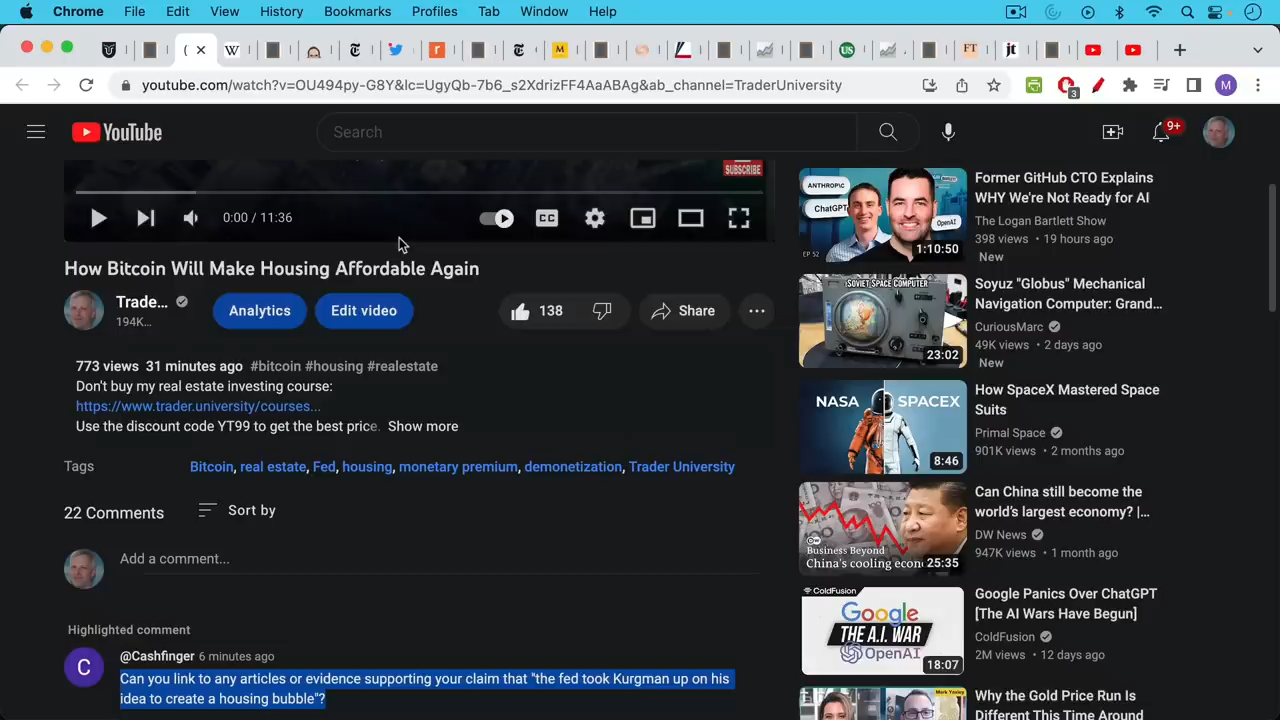 Chrome File Edit View History Bookmarks Profiles Tab Window Help
youtube.com/watch?v=OU494py-G8Y&lc=UgyQb-7b6_s2XdrizFF4AaABAg&ab_channel=TraderUniversity
3
M
YouTube
Search
9+
SUBSCRIBE
0:00 / 11:36
CC
How Bitcoin Will Make Housing Affordable Again
Trade...
194K...
Analytics
Edit video
138
Share
773 views 31 minutes ago #bitcoin #housing #realestate
Don't buy my real estate investing course:
https://www.trader.university/courses...
Use the discount code YT99 to get the best price. Show more
Tags
Bitcoin, real estate, Fed, housing, monetary premium, demonetization, Trader University
22 Comments
Sort by
Add a comment...
Highlighted comment
C
@Cashfinger 6 minutes ago
Can you link to any articles or evidence supporting your claim that "the fed took Kurgman up on his
idea to create a housing bubble"?
ANTHROP\C
ChatGPT
OpenAI
EP 52
1:10:50
Former GitHub CTO Explains
WHY We're Not Ready for AI
The Logan Bartlett Show
398 views • 19 hours ago
New
SOVIET SPACE COMPUTER
23:02
Soyuz "Globus" Mechanical
Navigation Computer: Grand...
CuriousMarc
49K views • 2 days ago
New
NASA
SPACEX
8:46
How SpaceX Mastered Space
Suits
Primal Space
901K views • 2 months ago
DW
Business Beyond
China's cooling econ
25:35
Can China still become the
world's largest economy? |...
DW News
947K views • 1 month ago
ColdFusion
Google
THE A.I. WAR
OpenAI
18:07
Google Panics Over ChatGPT
[The AI Wars Have Begun]
ColdFusion
2M views • 12 days ago
Mark Yaxley
Why the Gold Price Run Is
Different This Time Around